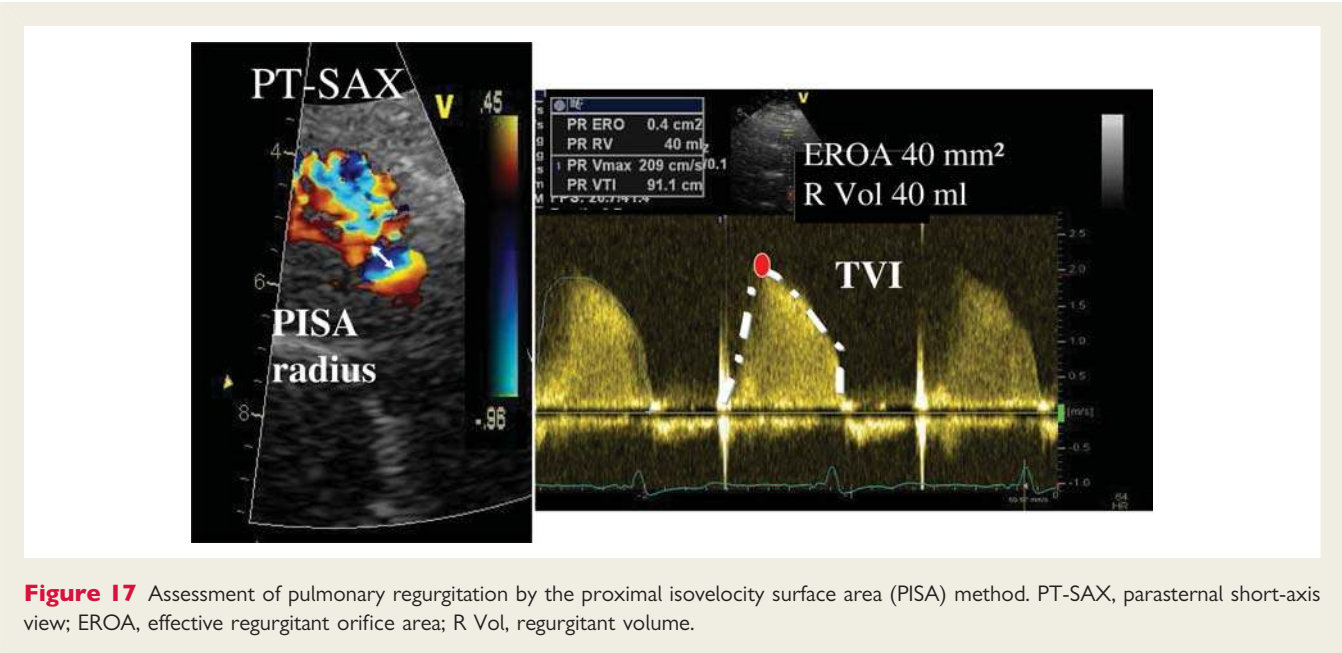 PT-SAX
V
.45
4
6
PISA
radius
8
-.96
PR ERO 0.4 cm2
PR RV 40 ml
PR Vmax 209 cm/s
PR VTI 91.1 cm
V
EROA 40 mm²
R Vol 40 ml
TVI
2.5
2.0
1.5
1.0
0.5
[m/s]
-0.5
-1.0
64
HR
Figure 17 Assessment of pulmonary regurgitation by the proximal isovelocity surface area (PISA) method. PT-SAX, parasternal short-axis
view; EROA, effective regurgitant orifice area; R Vol, regurgitant volume.